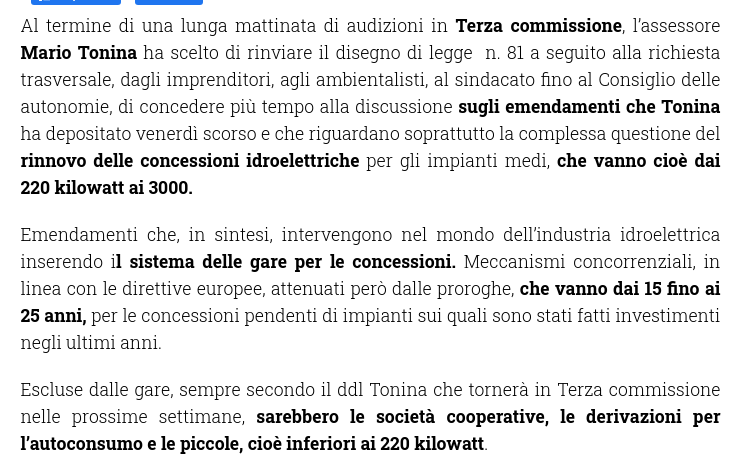 Al termine di una lunga mattinata di audizioni in Terza commissione, l’assessore
Mario Tonina ha scelto di rinviare il disegno di legge n. 81 a seguito alla richiesta
trasversale, dagli imprenditori, agli ambientalisti, al sindacato fino al Consiglio delle
autonomie, di concedere più tempo alla discussione sugli emendamenti che Tonina
ha depositato venerdì scorso e che riguardano soprattutto la complessa questione del
rinnovo delle concessioni idroelettriche per gli impianti medi, che vanno cioè dai
220 kilowatt ai 3000.
Emendamenti che, in sintesi, intervengono nel mondo dell’industria idroelettrica
inserendo il sistema delle gare per le concessioni. Meccanismi concorrenziali, in
linea con le direttive europee, attenuati però dalle proroghe, che vanno dai 15 fino ai
25 anni, per le concessioni pendenti di impianti sui quali sono stati fatti investimenti
negli ultimi anni.
Escluse dalle gare, sempre secondo il ddl Tonina che tornerà in Terza commissione
nelle prossime settimane, sarebbero le società cooperative, le derivazioni per
l’autoconsumo e le piccole, cioè inferiori ai 220 kilowatt.